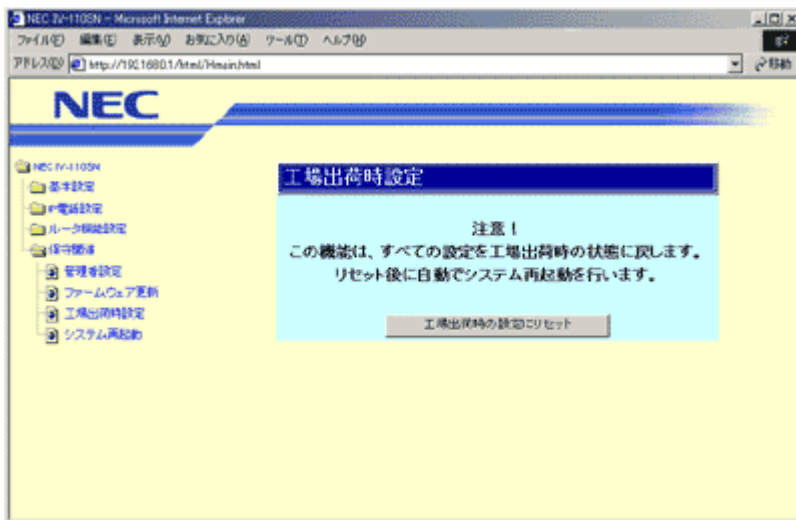 NEC IV-110SN - Microsoft Internet Explorer
ファイル(F) 編集(E) 表示(V) お気に入り(A) ツール(T) ヘルプ(H)
アドレス(D) http://192.168.0.1/html/Hmain.html 移動
NEC
NEC IV-110SN
基本設定
IP電話設定
ルータ機能設定
保守関連
管理者設定
ファームウェア更新
工場出荷時設定
システム再起動
工場出荷時設定
注意!
この機能は、すべての設定を工場出荷時の状態に戻します。
リセット後に自動でシステム再起動を行います。
工場出荷時の設定にリセット